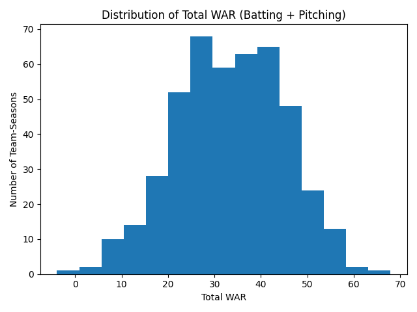 Distribution of Total WAR (Batting + Pitching)
70
60
50
40
30
20
10
0
Number of Team-Seasons
0 10 20 30 40 50 60 70
Total WAR